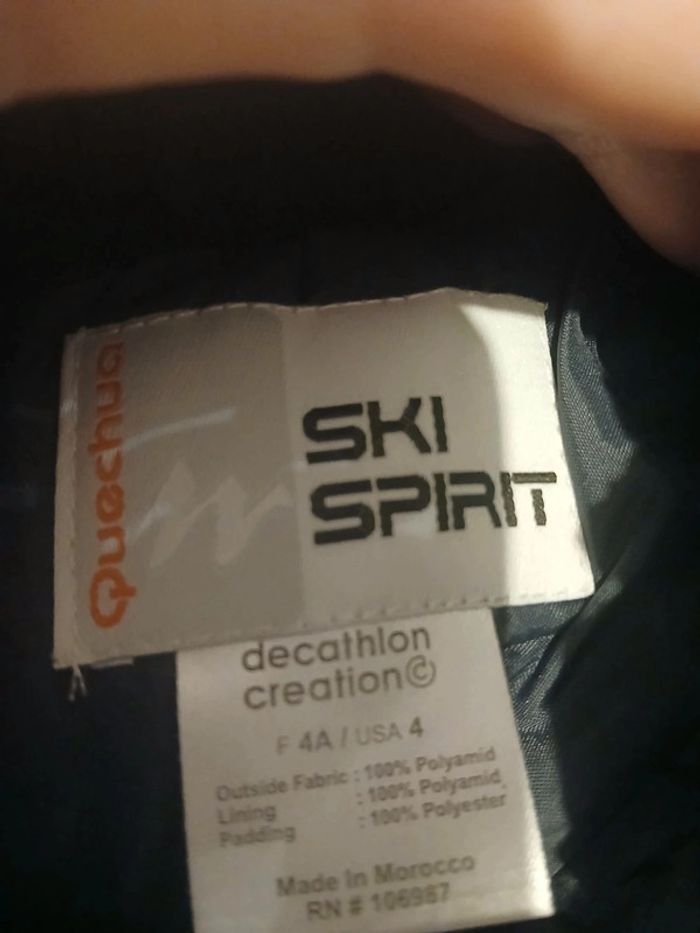 Quechua
SKI
SPIRIT
decathlon
creation©
F 4A / USA 4
Outside Fabric : 100% Polyamid
Lining : 100% Polyamid
Padding : 100% Polyester
Made In Morocco
RN # 106987